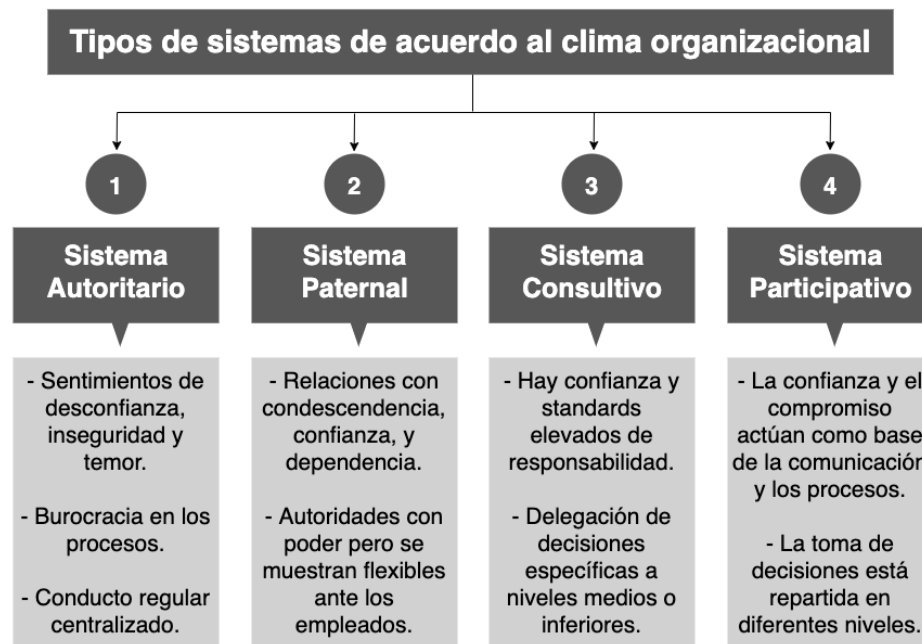 Tipos de sistemas de acuerdo al clima organizacional
1
2
3
4
Sistema
Autoritario
Sistema
Paternal
Sistema
Consultivo
Sistema
Participativo
- Sentimientos de
desconfianza,
inseguridad y
temor.
- Burocracia en los
procesos.
- Conducto regular
centralizado.
- Relaciones con
condescendencia,
confianza, y
dependencia.
- Autoridades con
poder pero se
muestran flexibles
ante los
empleados.
- Hay confianza y
standards
elevados de
responsabilidad.
- Delegación de
decisiones
específicas a
niveles medios o
inferiores.
- La confianza y el
compromiso
actúan como base
de la comunicación
y los procesos.
- La toma de
decisiones está
repartida en
diferentes niveles.